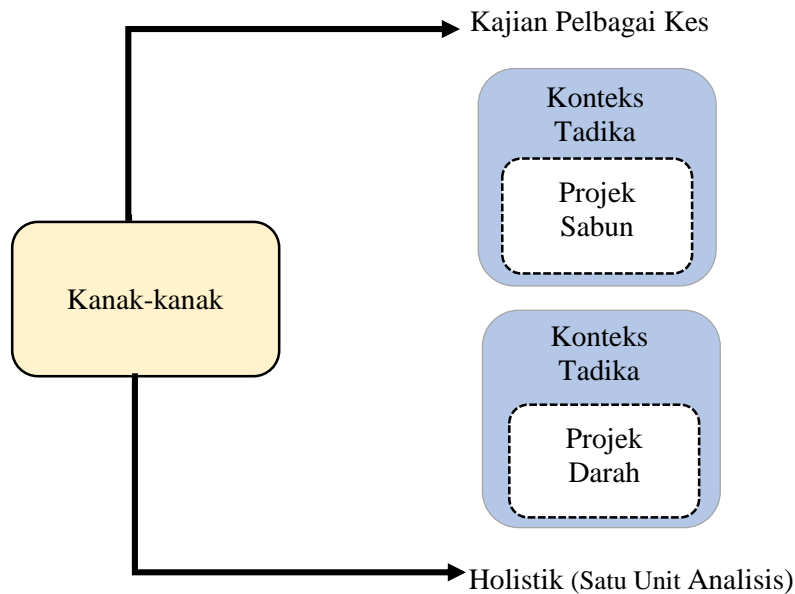 Kajian Pelbagai Kes
Konteks
Tadika
Projek
Sabun
Kanak-kanak
Konteks
Tadika
Projek
Darah
Holistik (Satu Unit Analisis)